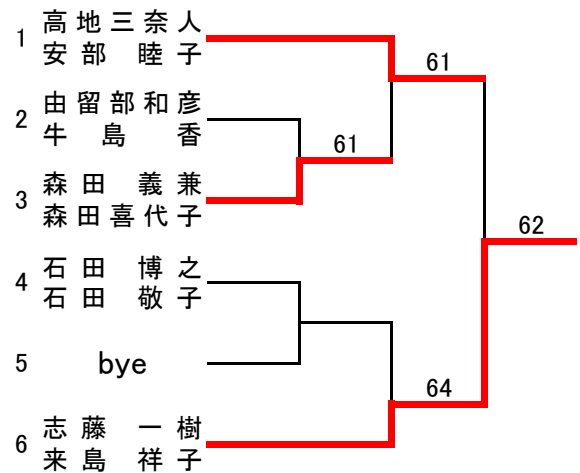 1 高地三奈人
安部 睦子
61
2 由留部和彦
牛島 香
61
3 森田 義兼
森田喜代子
62
4 石田 博之
石田 敬子
5 bye
64
6 志藤 一樹
来島 祥子